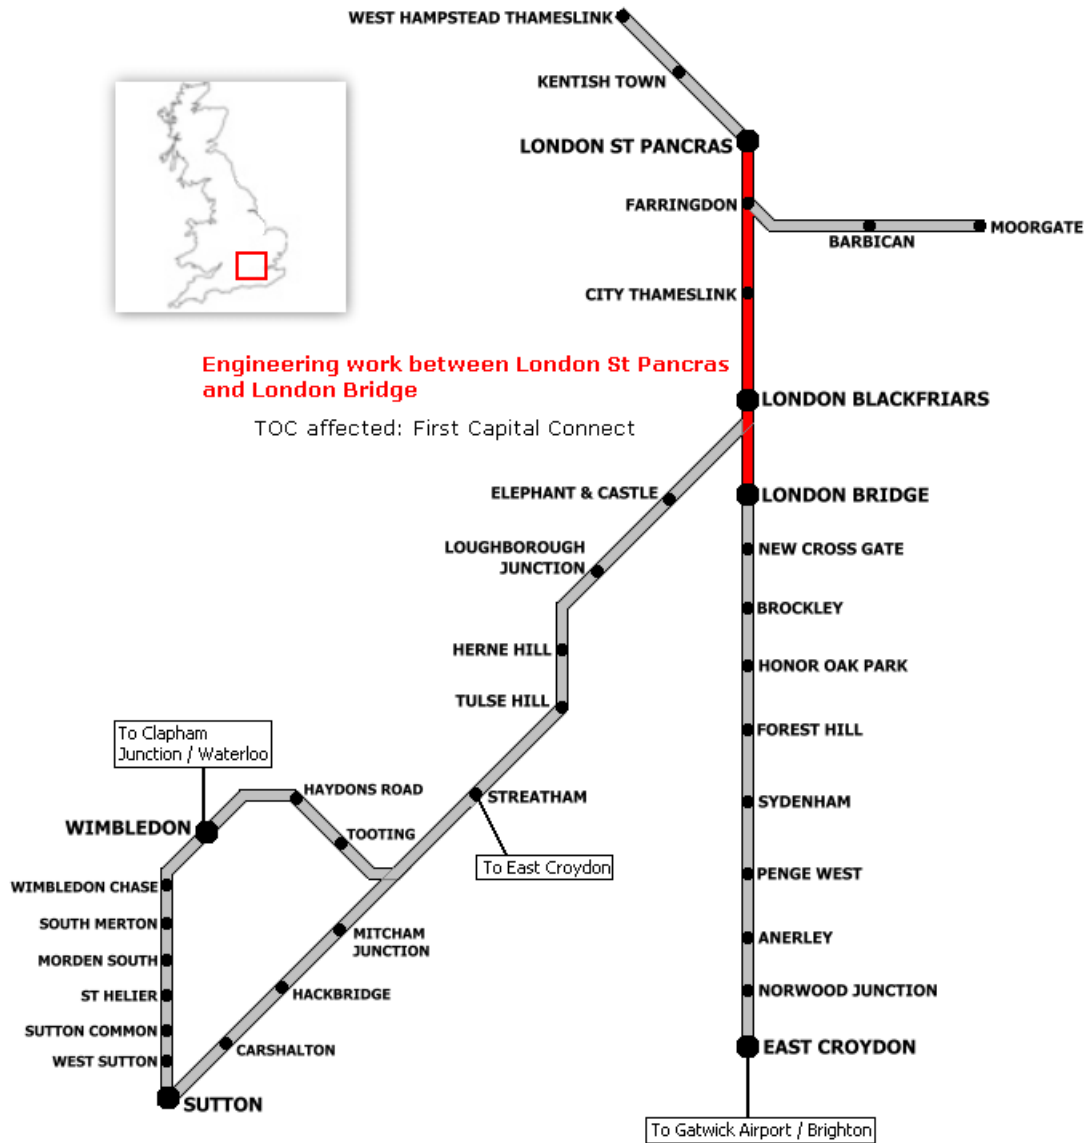 WEST HAMPSTEAD THAMESLINK
KENTISH TOWN
LONDON ST PANCRAS
FARRINGDON
BARBICAN
MOORGATE
CITY THAMESLINK
Engineering work between London St Pancras
and London Bridge
TOC affected: First Capital Connect
LONDON BLACKFRIARS
ELEPHANT & CASTLE
LONDON BRIDGE
LOUGHBOROUGH
JUNCTION
NEW CROSS GATE
BROCKLEY
HERNE HILL
HONOR OAK PARK
TULSE HILL
FOREST HILL
To Clapham
Junction / Waterloo
HAYDONS ROAD
STREATHAM
SYDENHAM
WIMBLEDON
TOOTING
To East Croydon
PENGE WEST
WIMBLEDON CHASE
SOUTH MERTON
MITCHAM
JUNCTION
ANERLEY
MORDEN SOUTH
ST HELIER
HACKBRIDGE
NORWOOD JUNCTION
SUTTON COMMON
CARSHALTON
EAST CROYDON
WEST SUTTON
SUTTON
To Gatwick Airport / Brighton